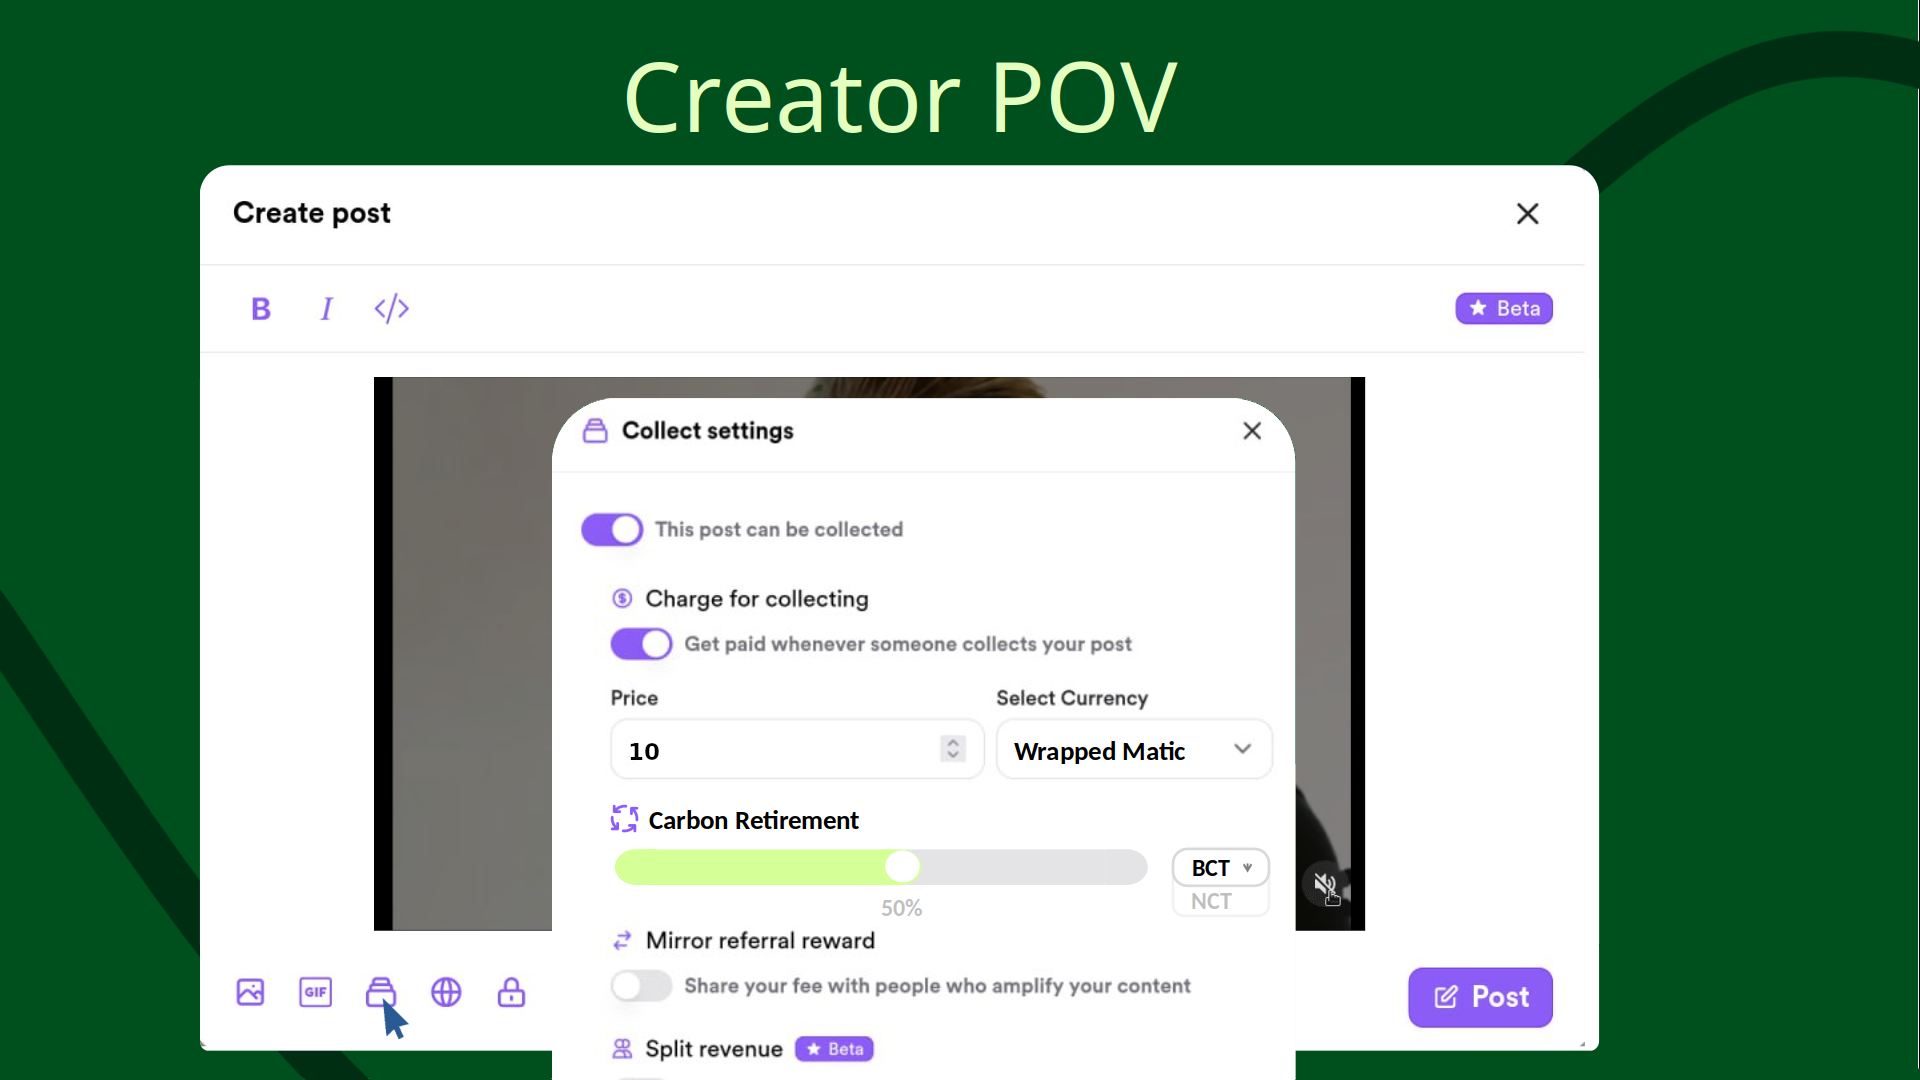 Creator POV
Create post
B I </>
Beta
Collect settings
This post can be collected
Charge for collecting
Get paid whenever someone collects your post
Price
Select Currency
10
Wrapped Matic
Carbon Retirement
BCT
NCT
50%
Mirror referral reward
Share your fee with people who amplify your content
GIF
Post
Split revenue
Beta